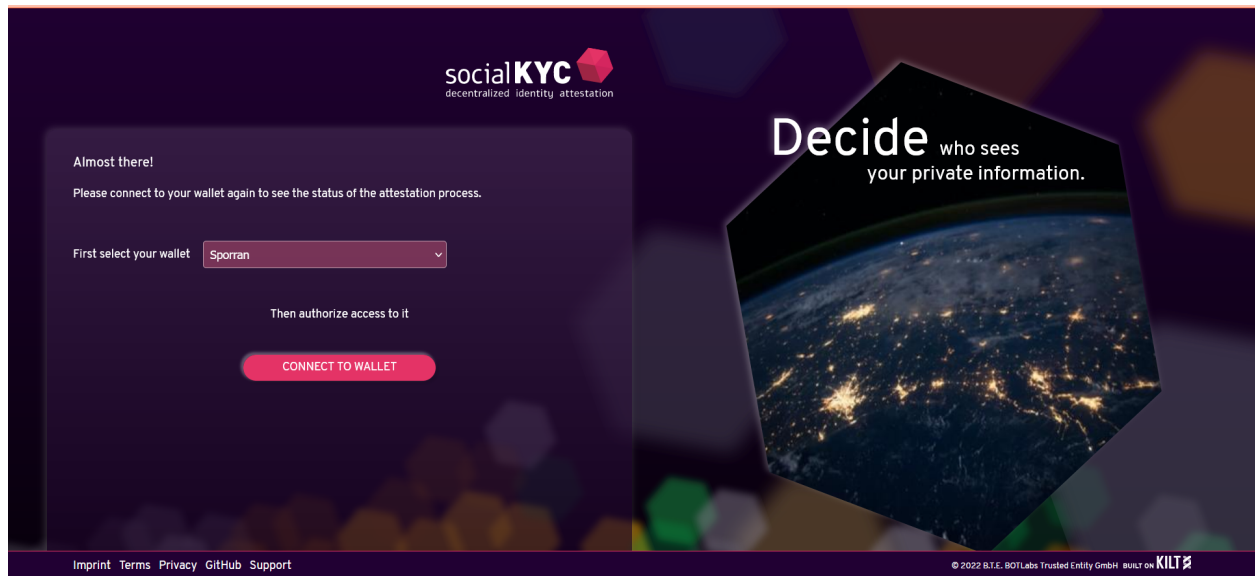 socialKYC
decentralized identity attestation
Decide who sees
your private information.
Almost there!
Please connect to your wallet again to see the status of the attestation process.
First select your wallet Sporran
Then authorize access to it
CONNECT TO WALLET
Imprint Terms Privacy GitHub Support
© 2022 B.T.E. BOTLabs Trusted Entity GmbH BUILT ON KILT